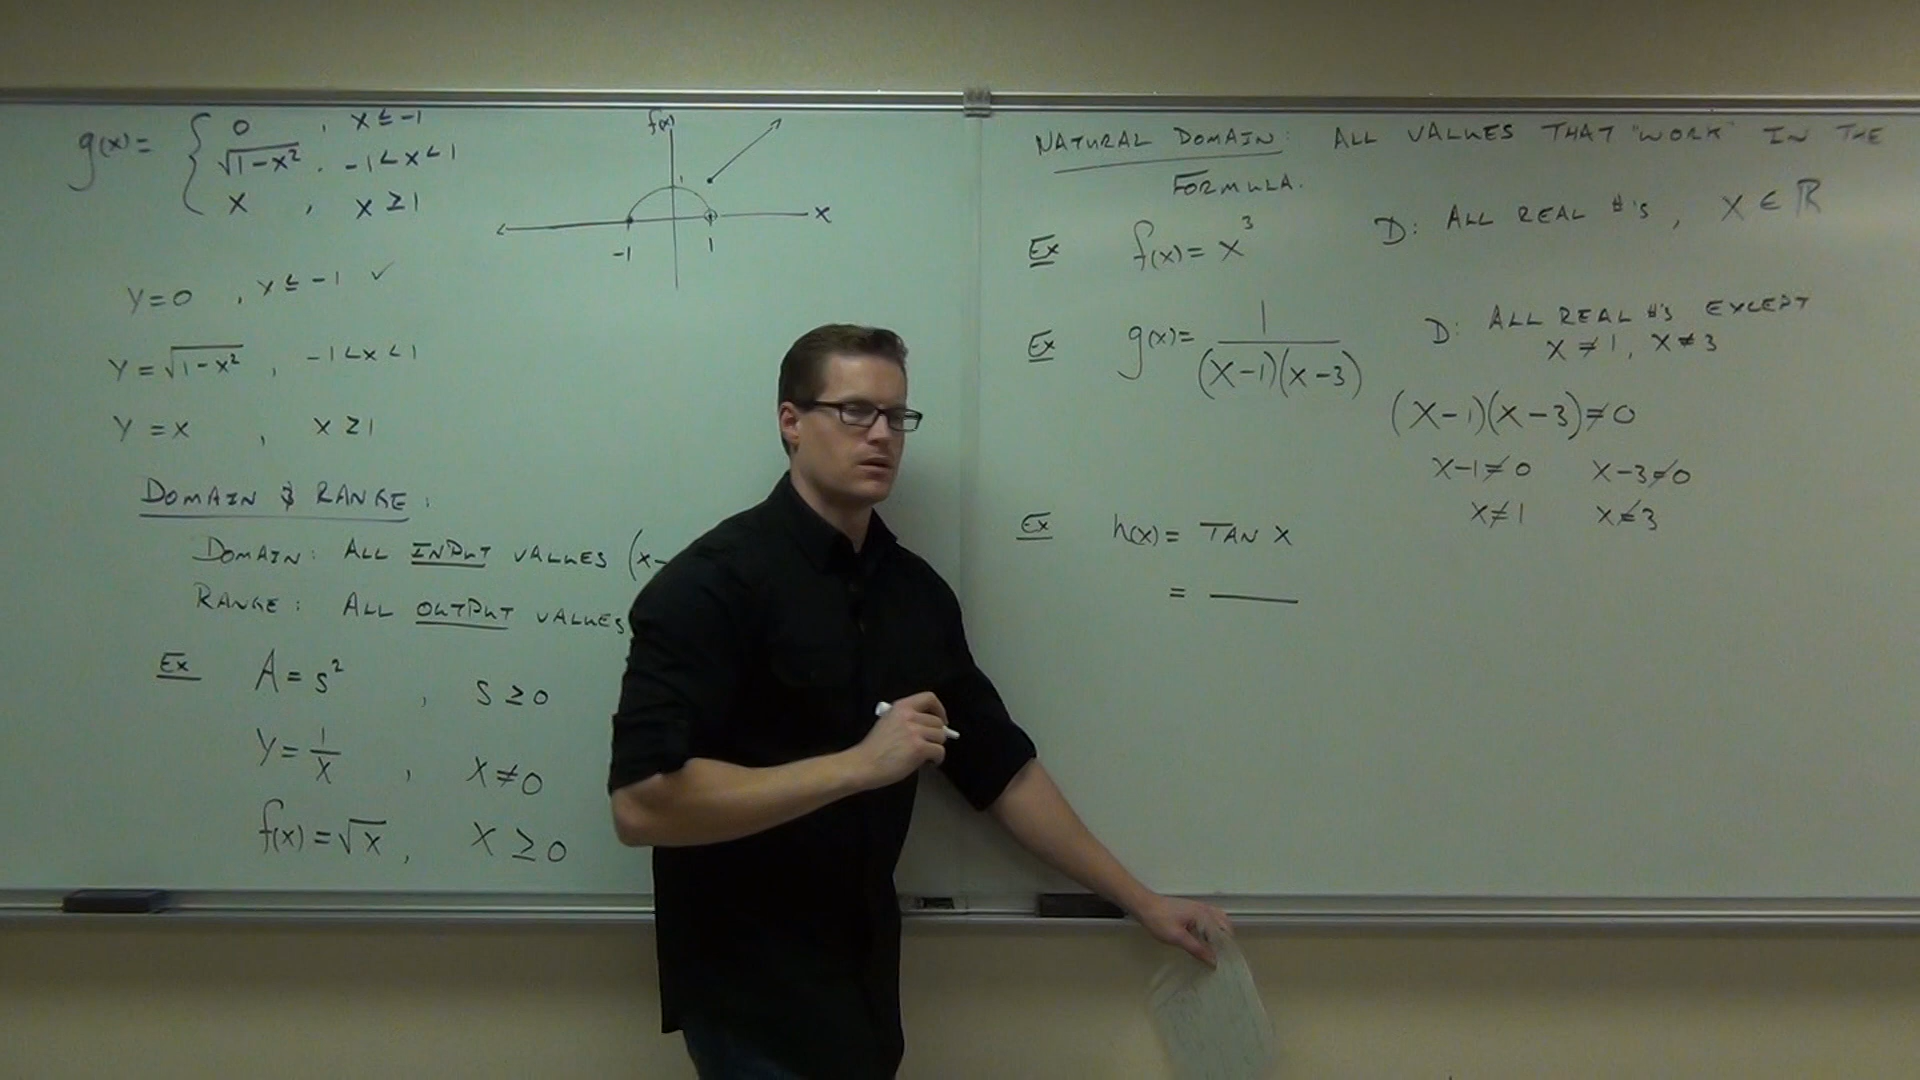 g(x) = { 0 , x ≤ -1
√(1-x²) , -1 < x < 1
x , x ≥ 1
f(x)
1
x
-1 1
y = 0 , x ≤ -1 ✓
y = √(1-x²) , -1 < x < 1
y = x , x ≥ 1
DOMAIN & RANGE:
DOMAIN: ALL INPUT VALUES (x-
RANGE: ALL OUTPUT VALUES
Ex A = s² , s ≥ 0
y = 1/x , x ≠ 0
f(x) = √x , x ≥ 0
NATURAL DOMAIN: ALL VALUES THAT "WORK" IN THE
FORMULA.
Ex f(x) = x³ D: ALL REAL #'s , x ∈ ℝ
Ex g(x) = 1/((x-1)(x-3)) D: ALL REAL #'s EXCEPT
x ≠ 1, x ≠ 3
(x-1)(x-3) ≠ 0
x-1 ≠ 0 x-3 ≠ 0
x ≠ 1 x ≠ 3
Ex h(x) = TAN x
= ___